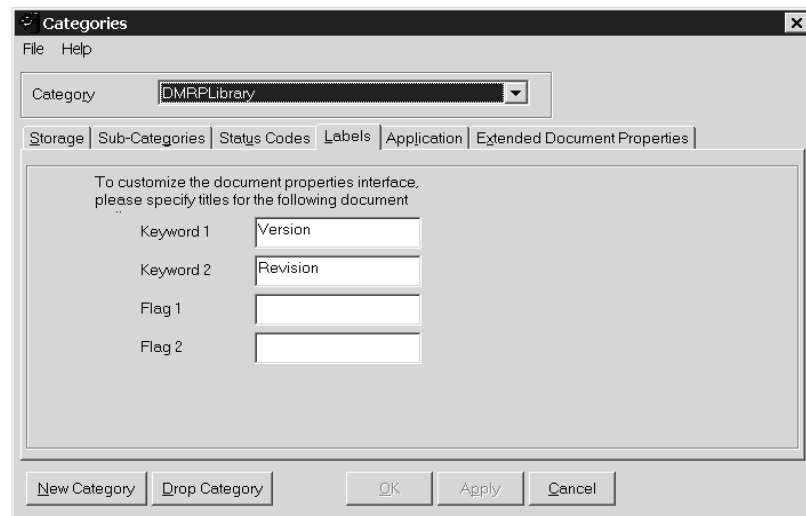 Categories
File Help
Category DMRPLibrary
Storage Sub-Categories Status Codes Labels Application Extended Document Properties
To customize the document properties interface,
please specify titles for the following document
Keyword 1 Version
Keyword 2 Revision
Flag 1
Flag 2
New Category Drop Category OK Apply Cancel